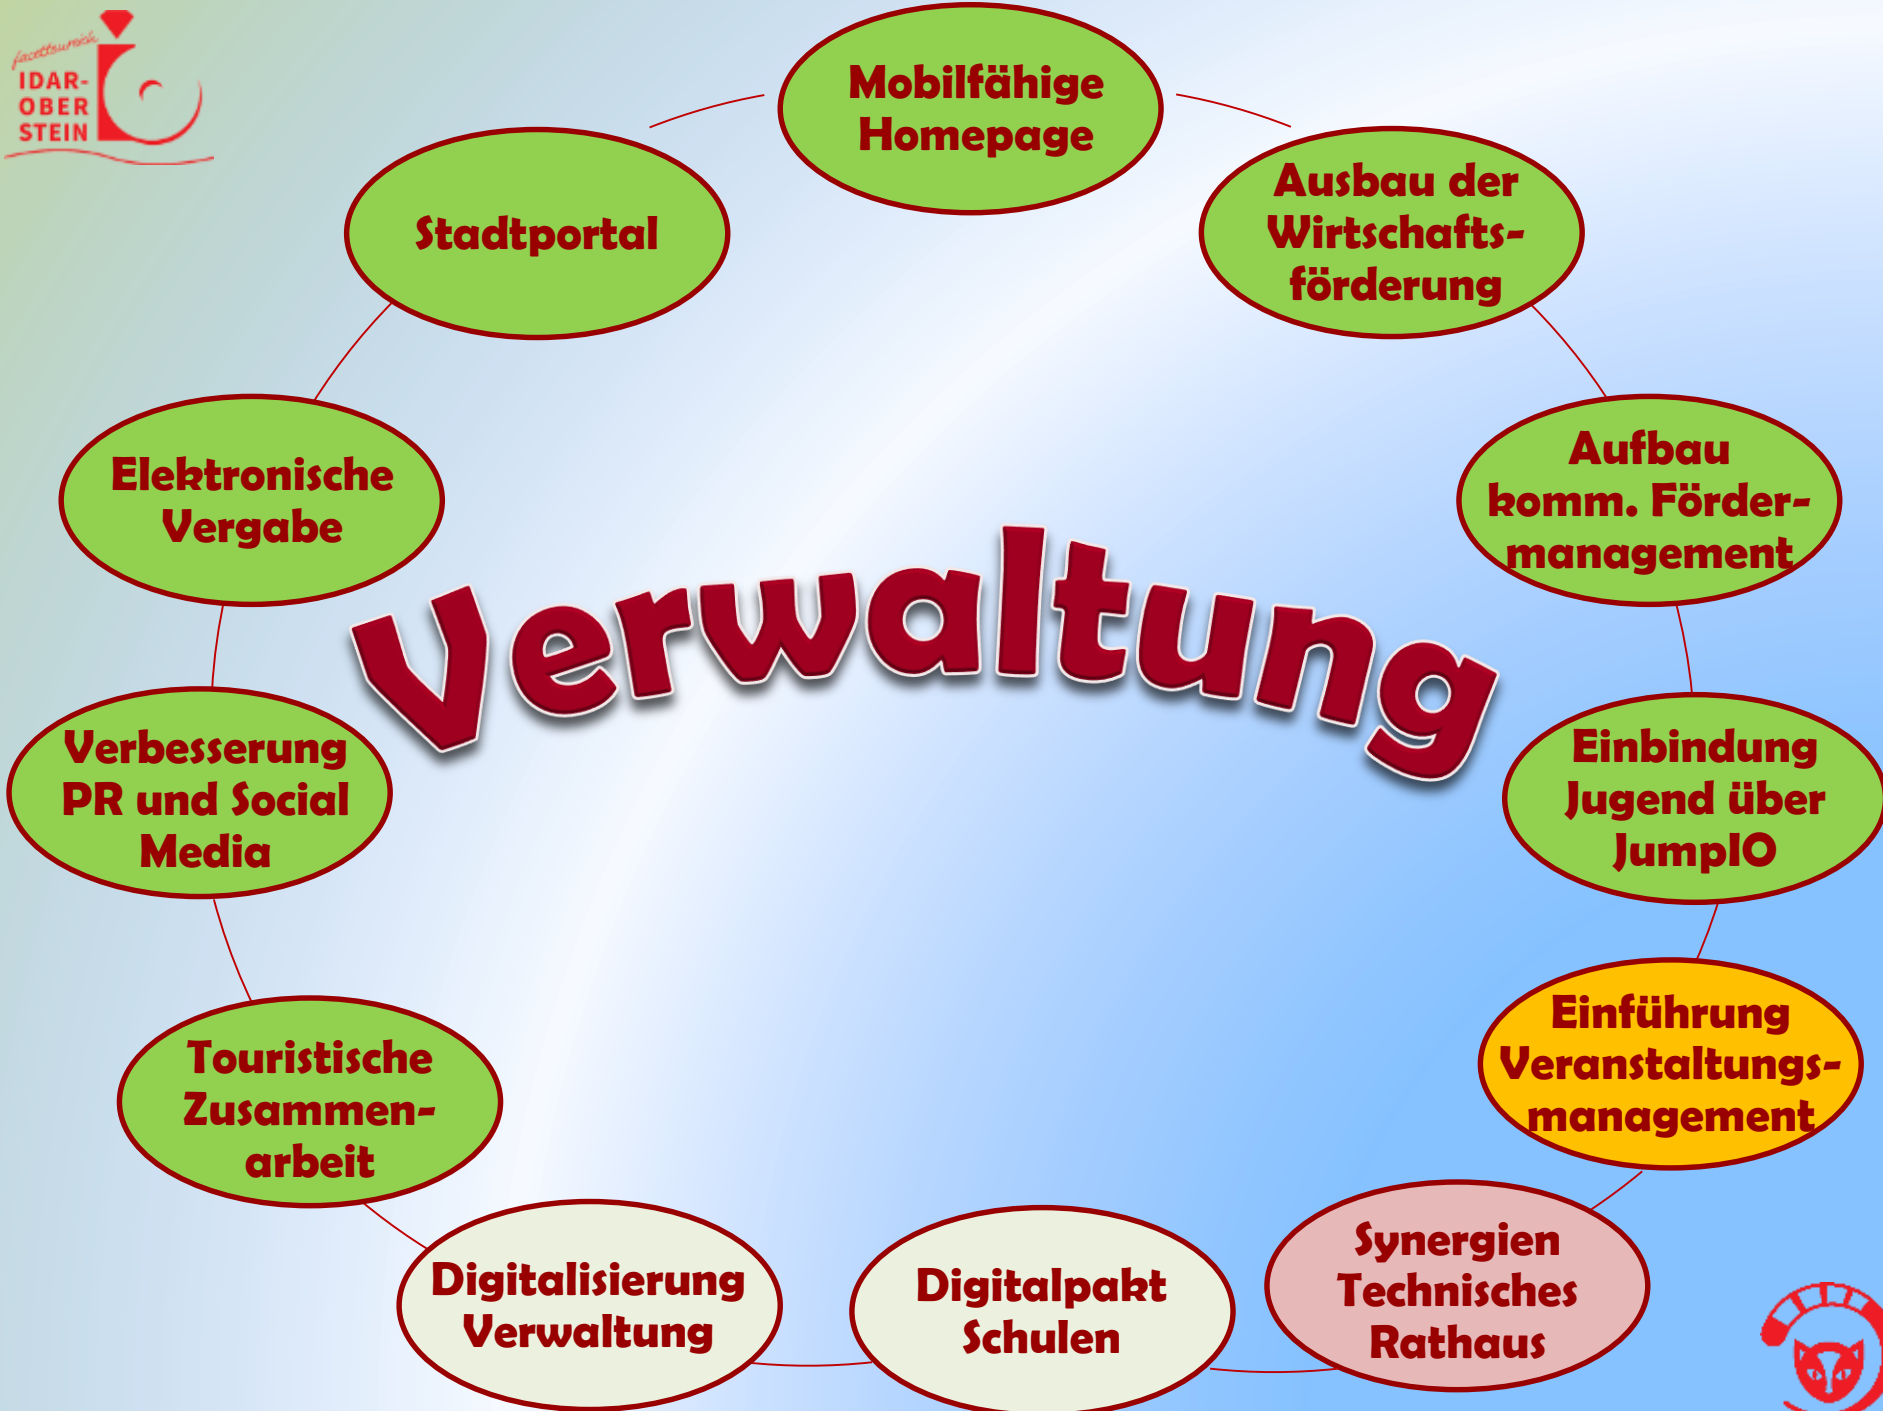 facettenreich
IDAR-
OBER
STEIN
Mobilfähige
Homepage
Ausbau der
Wirtschafts-
förderung
Aufbau
komm. Förder-
management
Einbindung
Jugend über
JumpIO
Einführung
Veranstaltungs-
management
Synergien
Technisches
Rathaus
Digitalpakt
Schulen
Digitalisierung
Verwaltung
Touristische
Zusammen-
arbeit
Verbesserung
PR und Social
Media
Elektronische
Vergabe
Stadtportal
Verwaltung